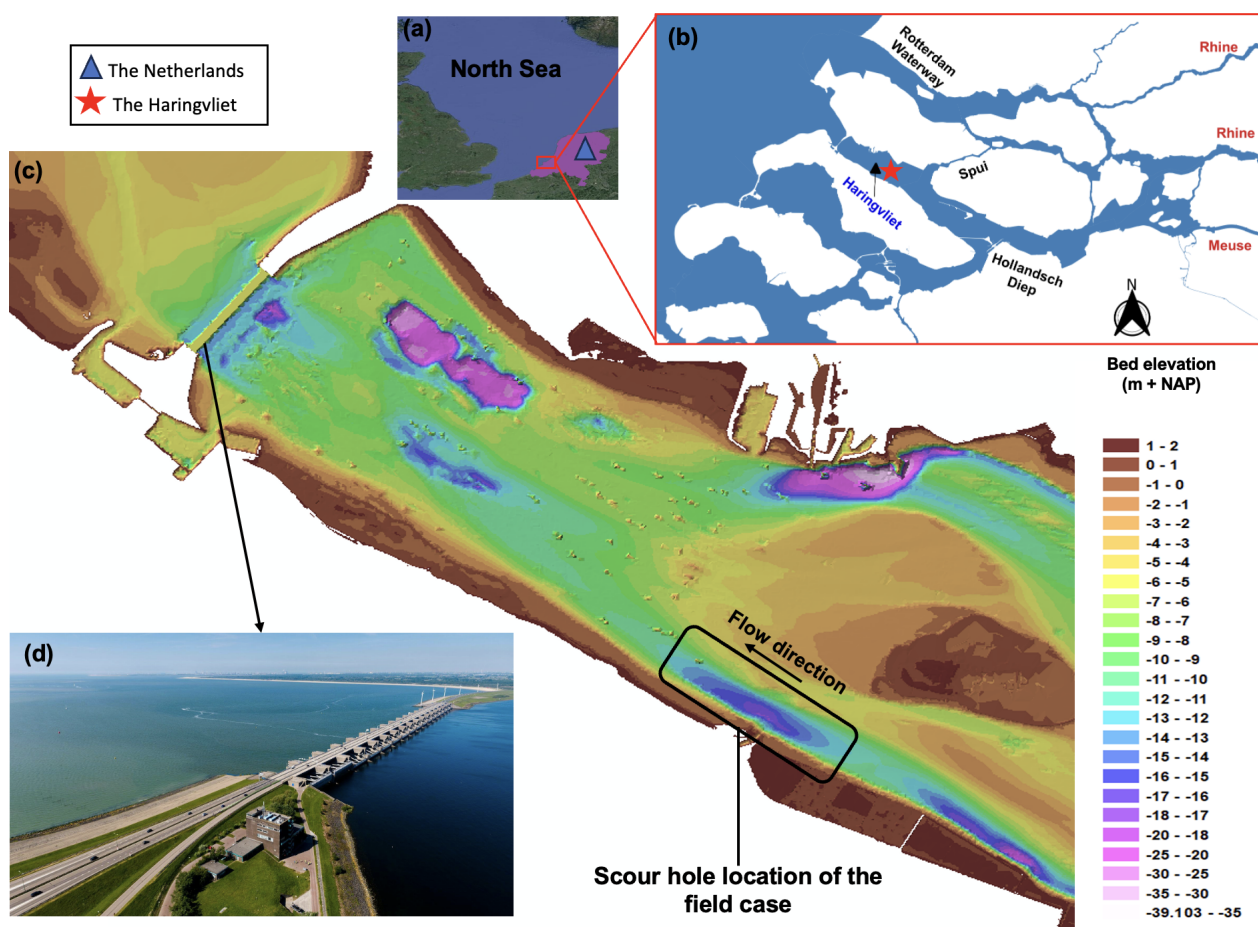 The Netherlands
The Haringvliet
(a)
North Sea
(b)
Rotterdam
Waterway
Rhine
Rhine
Spui
Haringvliet
Meuse
Hollandsch
Diep
N
(c)
Bed elevation
(m + NAP)
1 - 2
0 - 1
-1 - 0
-2 - -1
-3 - -2
-4 - -3
-5 - -4
-6 - -5
-7 - -6
-8 - -7
-9 - -8
-10 - -9
-11 - -10
-12 - -11
-13 - -12
-14 - -13
-15 - -14
-16 - -15
-17 - -16
-18 - -17
-20 - -18
-25 - -20
-30 - -25
-35 - -30
-39.103 - -35
Flow direction
Scour hole location of the
field case
(d)